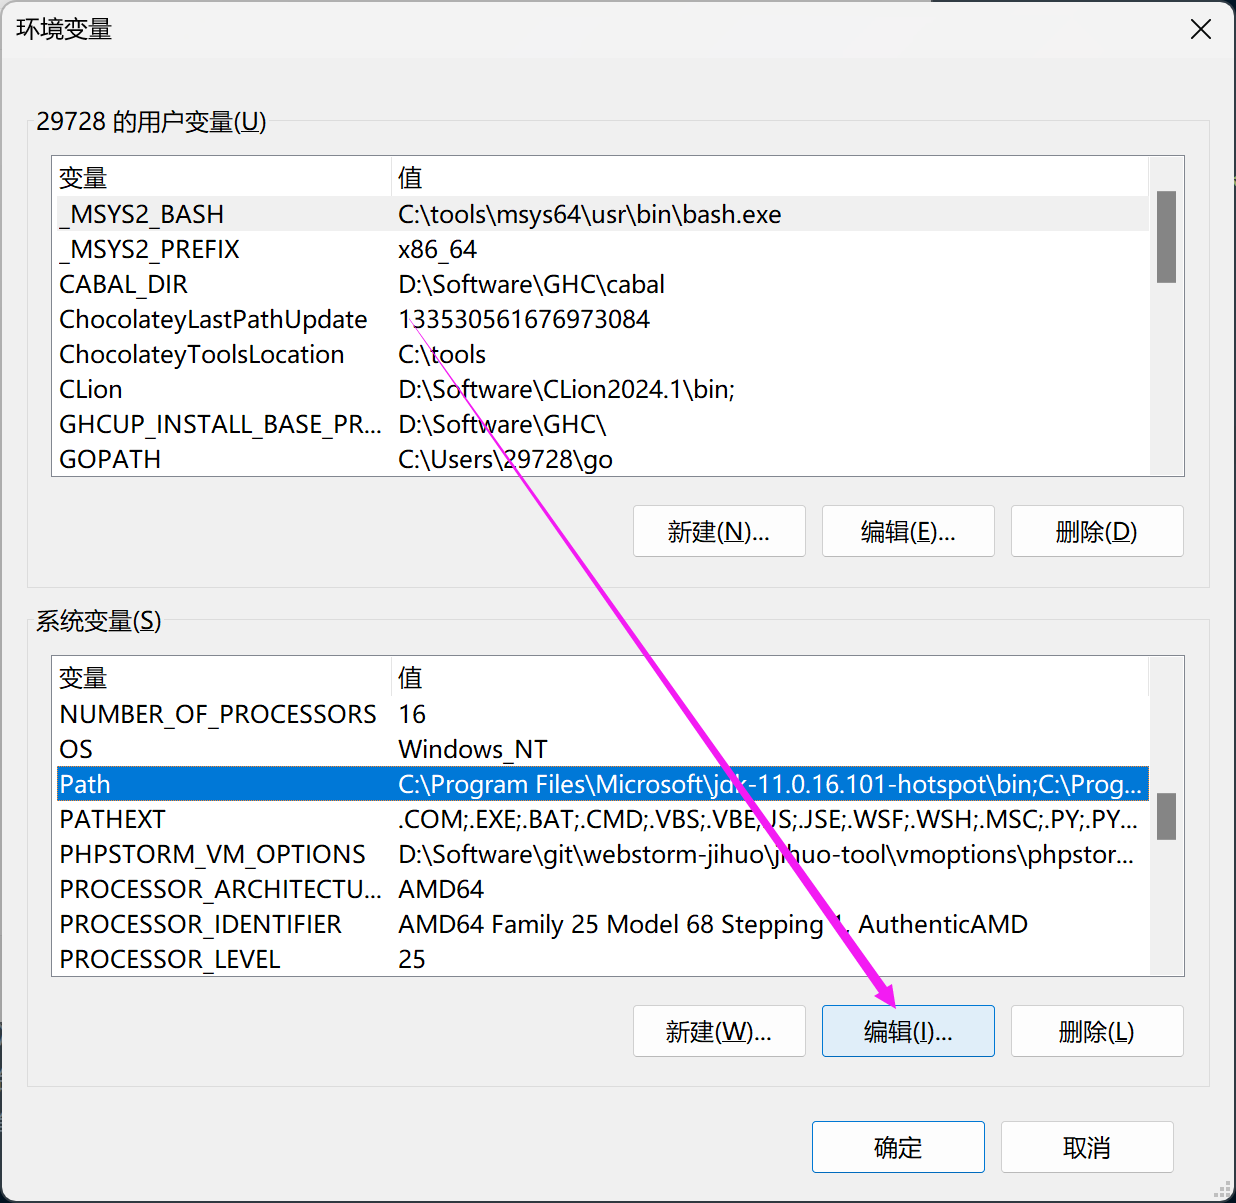 环境变量
29728 的用户变量(U)
变量 值
_MSYS2_BASH C:\tools\msys64\usr\bin\bash.exe
_MSYS2_PREFIX x86_64
CABAL_DIR D:\Software\GHC\cabal
ChocolateyLastPathUpdate 133530561676973084
ChocolateyToolsLocation C:\tools
CLion D:\Software\CLion2024.1\bin;
GHCUP_INSTALL_BASE_PR... D:\Software\GHC\
GOPATH C:\Users\29728\go
新建(N)... 编辑(E)... 删除(D)
系统变量(S)
变量 值
NUMBER_OF_PROCESSORS 16
OS Windows_NT
Path C:\Program Files\Microsoft\jdk-11.0.16.101-hotspot\bin;C:\Prog...
PATHEXT .COM;.EXE;.BAT;.CMD;.VBS;.VBE;.JS;.JSE;.WSF;.WSH;.MSC;.PY;.PY...
PHPSTORM_VM_OPTIONS D:\Software\git\webstorm-jihuo\jihuo-tool\vmoptions\phpstor...
PROCESSOR_ARCHITECTU... AMD64
PROCESSOR_IDENTIFIER AMD64 Family 25 Model 68 Stepping 1, AuthenticAMD
PROCESSOR_LEVEL 25
新建(W)... 编辑(I)... 删除(L)
确定 取消